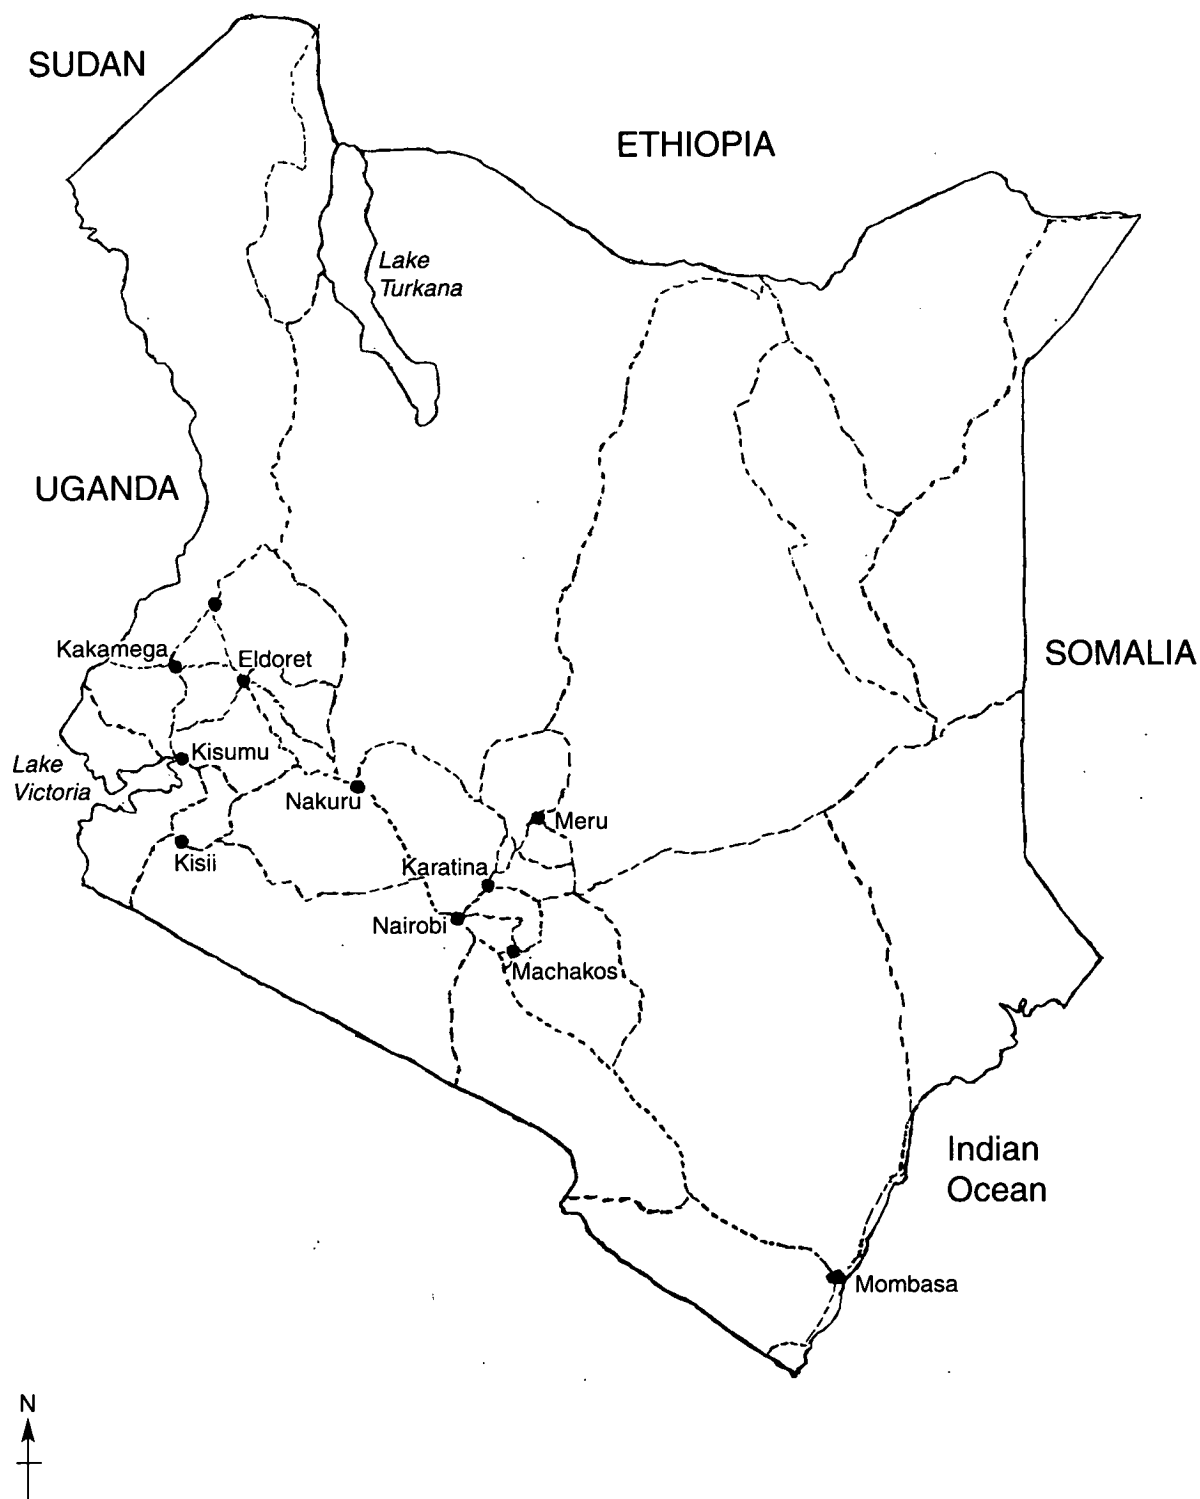 SUDAN
ETHIOPIA
Lake
Turkana
UGANDA
Kakamega
Eldoret
SOMALIA
Kisumu
Lake
Victoria
Nakuru
Meru
Kisii
Karatina
Nairobi
Machakos
Indian
Ocean
Mombasa
N